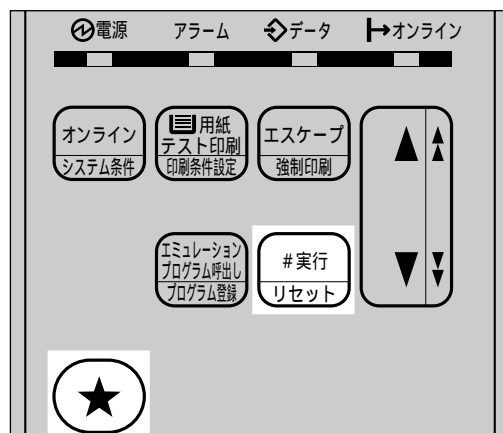 電源 アラーム データ オンライン
オンライン
システム条件
用紙
テスト印刷
印刷条件設定
エスケープ
強制印刷
エミュレーション
プログラム呼出し
プログラム登録
#実行
リセット